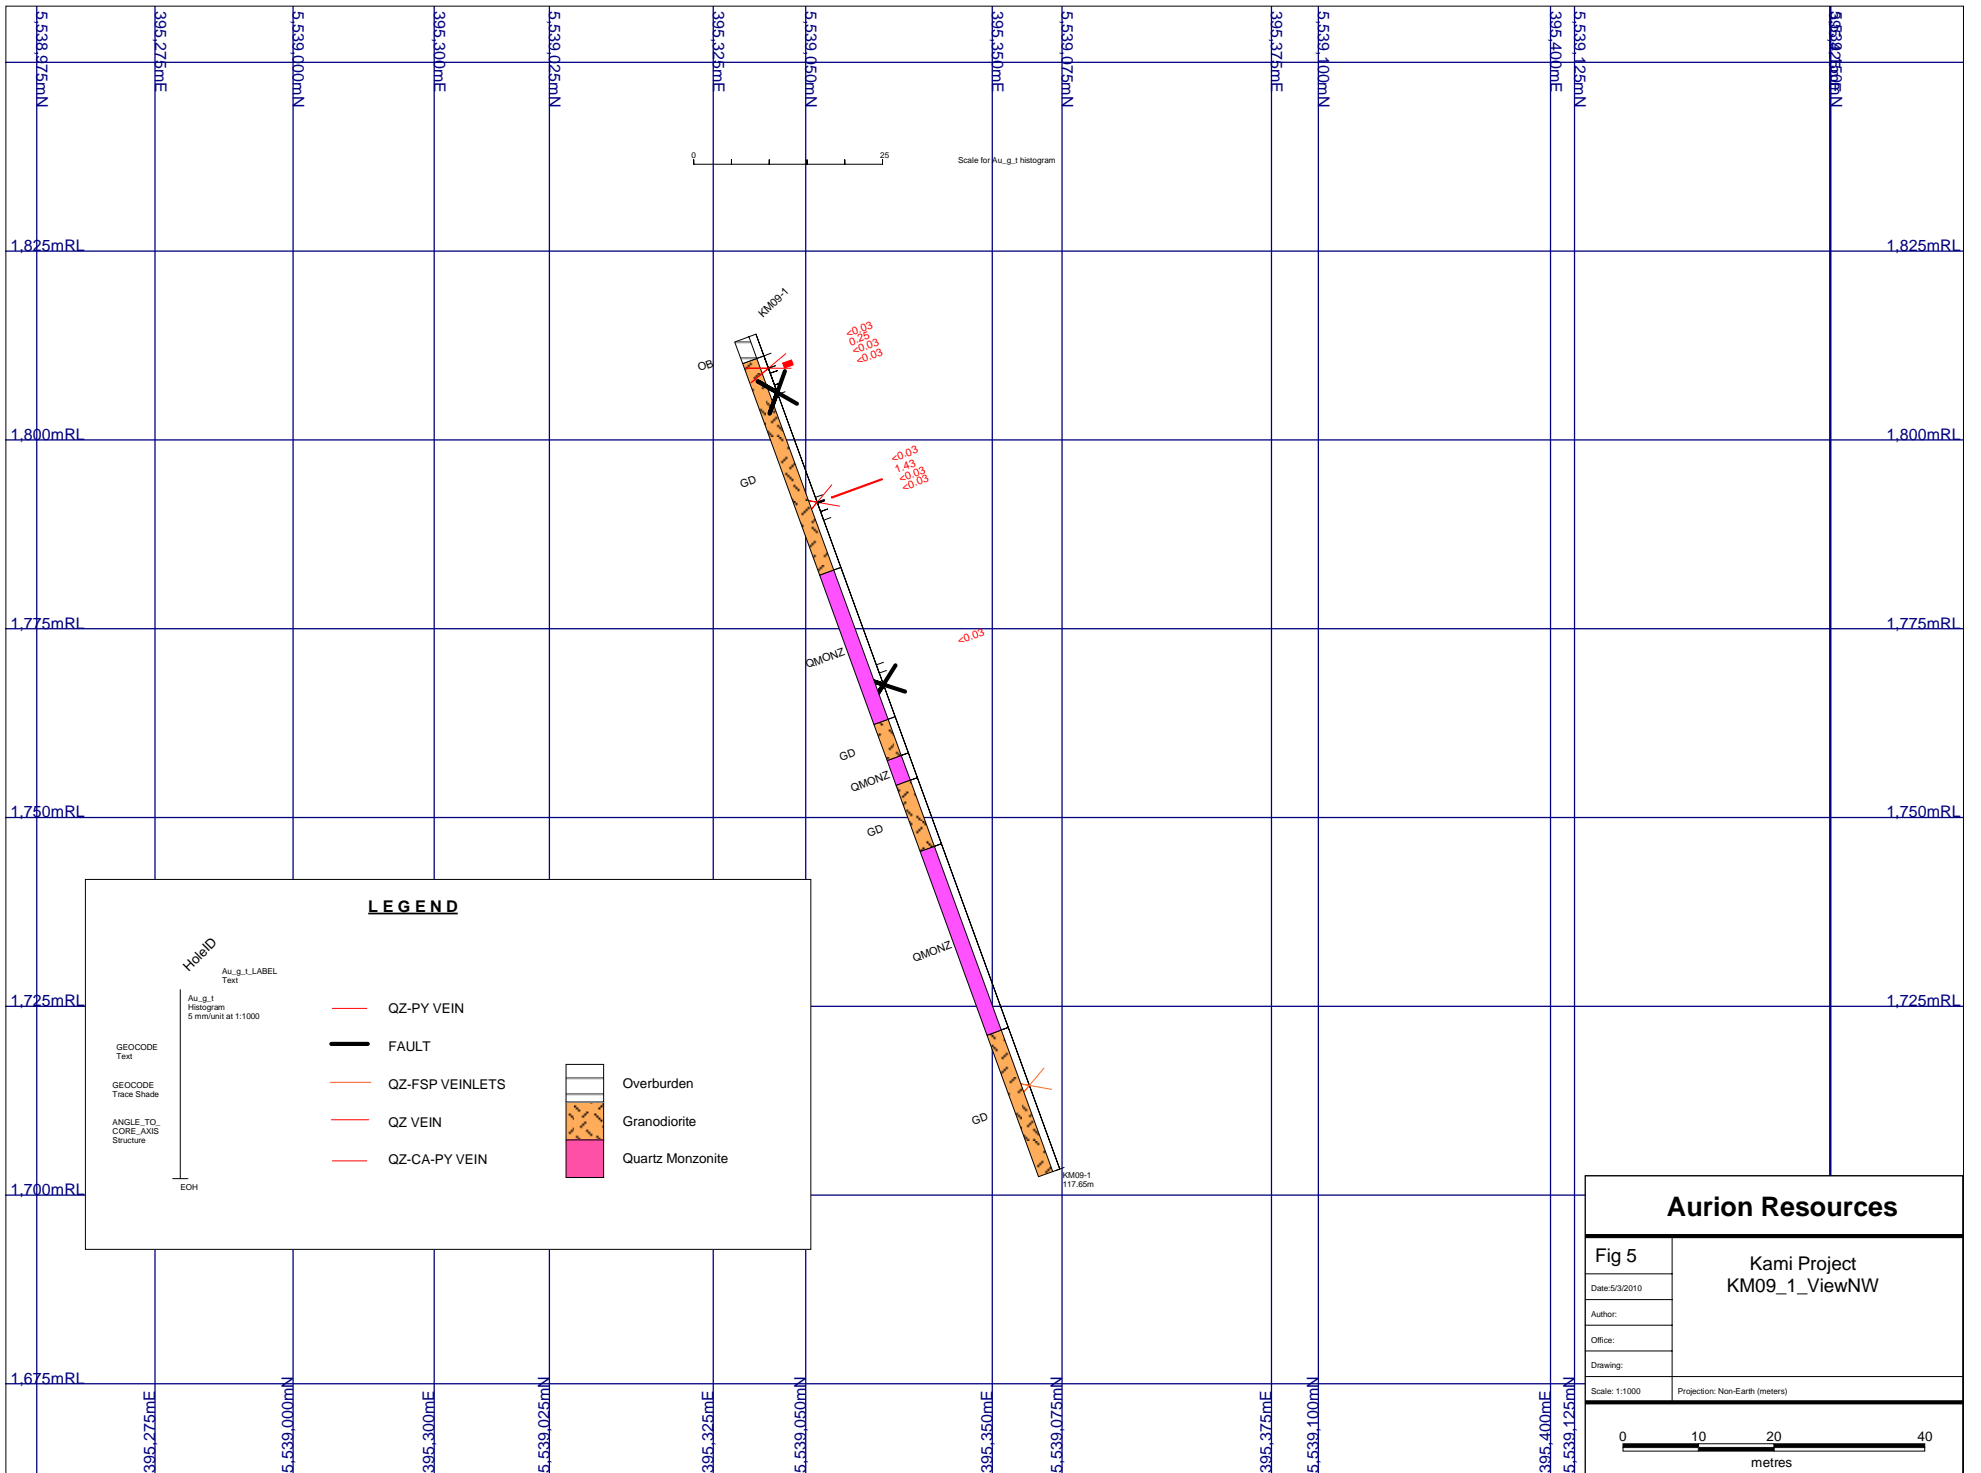 5,538,975mN
395,275mE
5,539,000mN
395,300mE
5,539,025mN
395,325mE
5,539,050mN
395,350mE
5,539,075mN
395,375mE
5,539,100mN
395,400mE
5,539,125mN
0
25
Scale for Au_g_t histogram
1,825mRL
1,825mRL
KM09-1
<0.03
0.25
<0.03
<0.03
OB
1,800mRL
1,800mRL
<0.03
1.43
<0.03
<0.03
GD
1,775mRL
1,775mRL
<0.03
QMONZ
GD
QMONZ
1,750mRL
1,750mRL
GD
QMONZ
1,725mRL
1,725mRL
GD
KM09-1
117.65m
1,700mRL
LEGEND
HoleID
Au_g_t_LABEL
Text
Au_g_t
Histogram
5 mm/unit at 1:1000
GEOCODE
Text
GEOCODE
Trace Shade
ANGLE_TO_
CORE_AXIS
Structure
EOH
QZ-PY VEIN
FAULT
QZ-FSP VEINLETS
QZ VEIN
QZ-CA-PY VEIN
Overburden
Granodiorite
Quartz Monzonite
1,675mRL
395,275mE
5,539,000mN
395,300mE
5,539,025mN
395,325mE
5,539,050mN
395,350mE
5,539,075mN
395,375mE
5,539,100mN
395,400mE
5,539,125mN
Aurion Resources
Fig 5
Kami Project
KM09_1_ViewNW
Date:5/3/2010
Author:
Office:
Drawing:
Scale: 1:1000
Projection: Non-Earth (meters)
0 10 20 40
metres